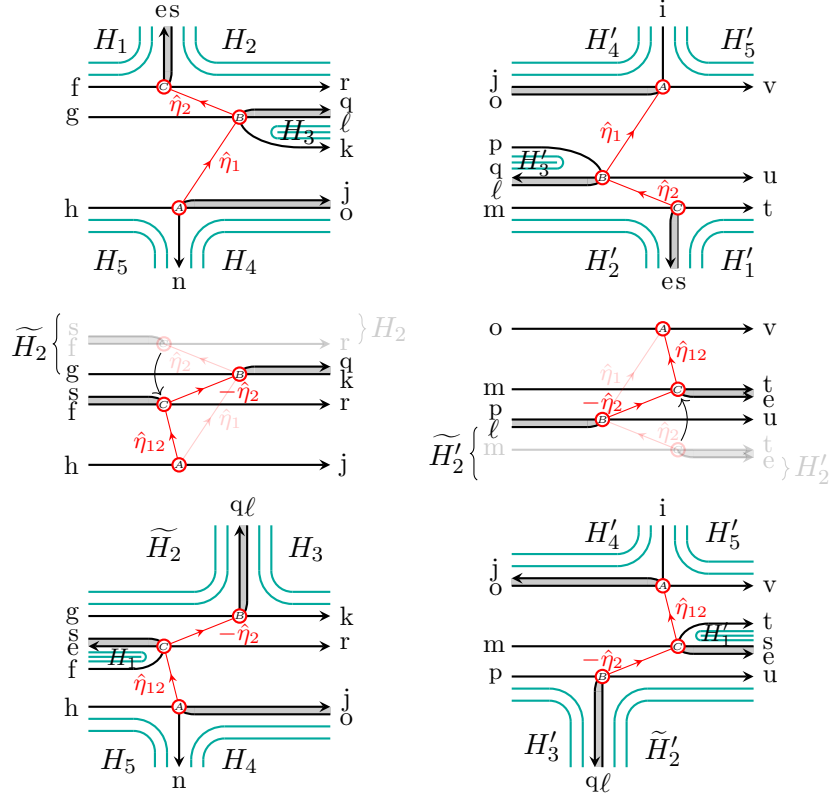 es
H₁ H₂
f C r
η̂₂ q
g B ℓ
H₃
k
η̂₁
j
h A o
H₅ H₄
n
i
H′₄ H′₅
j A v
o
η̂₁
p
H′₃
q B u
ℓ η̂₂
m C t
H′₂ H′₁
es
s
H̃₂ f A r } H₂
η̂₂ q
g B k
s −η̂₂
f C r
η̂₁
η̂₁₂
h A j
o A v
η̂₁ η̂₁₂
m C t
e
p −η̂₂
ℓ B u
η̂₂
H̃′₂ m t
e } H′₂
qℓ
H̃₂ H₃
g B k
s −η̂₂
e C r
H₁
f
η̂₁₂
h A j
o
H₅ H₄
n
i
H′₄ H′₅
j
o A v
η̂₁₂ t
H′₁
m C s
−η̂₂ e
p B u
H′₃ H̃′₂
qℓ